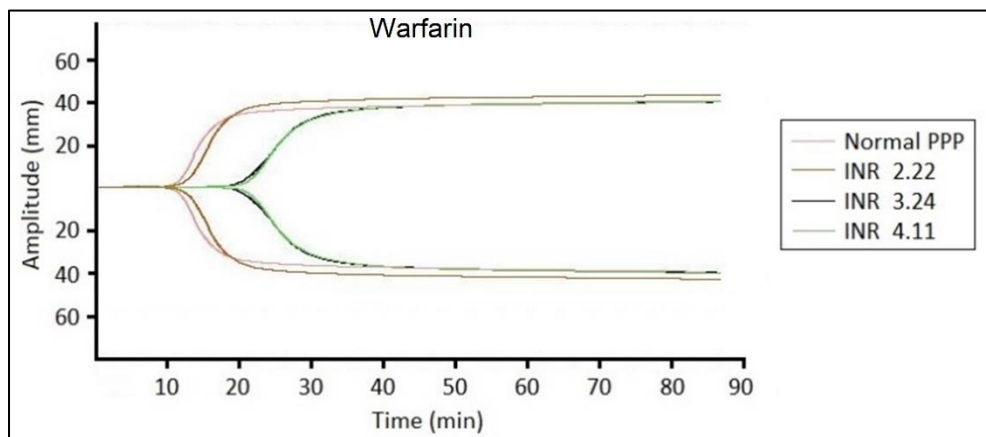 Warfarin
Amplitude (mm)
60
40
20
20
40
60
10 20 30 40 50 60 70 80 90
Time (min)
Normal PPP
INR 2.22
INR 3.24
INR 4.11